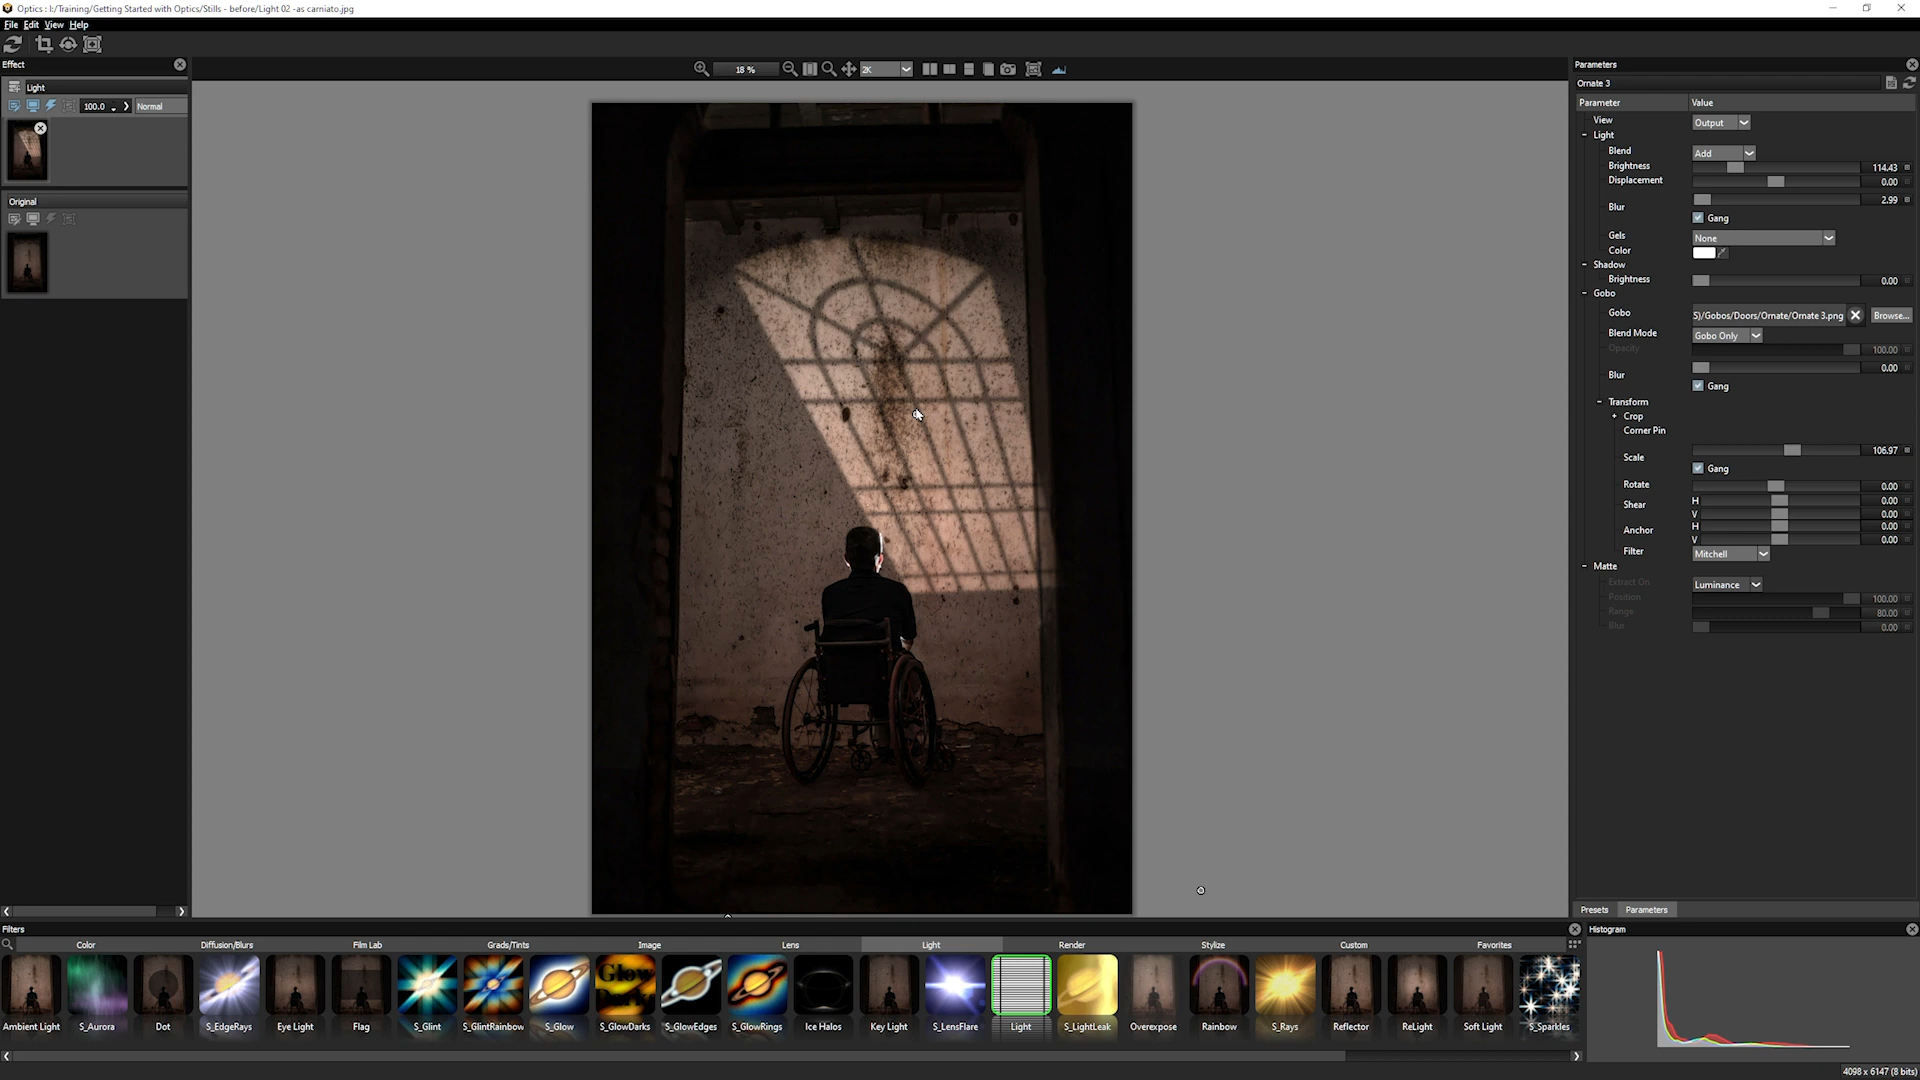 Optics : I:/Training/Getting Started with Optics/Stills - before/Light 02 -as carniato.jpg
File Edit View Help
Effect
Light
100.0 Normal
Original
18 %
2K
Parameters
Ornate 3
Parameter Value
View Output
Light
Blend Add
Brightness 114.43
Displacement 0.00
Blur 2.99
Gang
Gels None
Color
Shadow
Brightness 0.00
Gobo
Gobo S)/Gobos/Doors/Ornate/Ornate 3.png Browse...
Blend Mode Gobo Only
Opacity 100.00
Blur 0.00
Gang
Transform
Crop
Corner Pin
Scale 106.97
Gang
Rotate 0.00
Shear H 0.00
V 0.00
Anchor H 0.00
V 0.00
Filter Mitchell
Matte
Extract On Luminance
Position 100.00
Range 80.00
Blur 0.00
Presets Parameters
Filters
Color Diffusion/Blurs Film Lab Grads/Tints Image Lens Light Render Stylize Custom Favorites
Glow Darks
Ambient Light S_Aurora Dot S_EdgeRays Eye Light Flag S_Glint S_GlintRainbow S_Glow S_GlowDarks S_GlowEdges S_GlowRings Ice Halos Key Light S_LensFlare Light S_LightLeak Overexpose Rainbow S_Rays Reflector ReLight Soft Light S_Sparkles
Histogram
4098 x 6147 (8 bits)